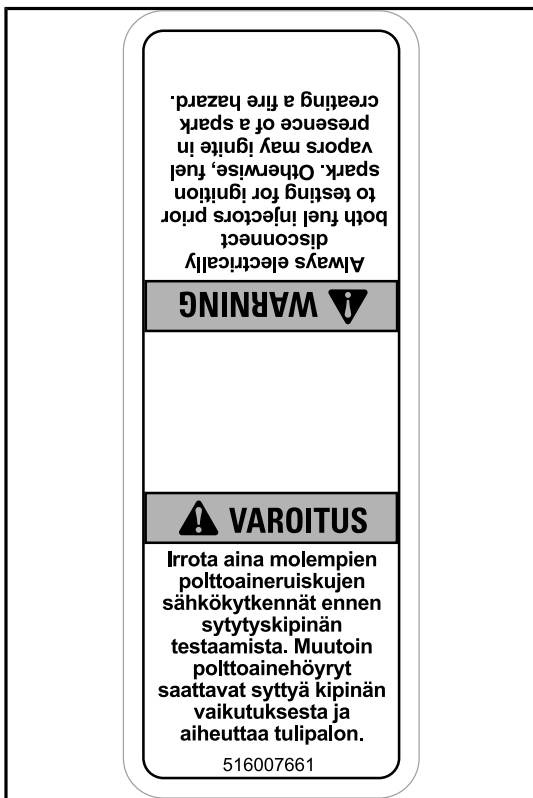 WARNING
Always electrically
disconnect
both fuel injectors prior
to testing for ignition
spark. Otherwise, fuel
vapors may ignite in
presence of a spark
creating a fire hazard.
VAROITUS
Irrota aina molempien
polttoaineruiskujen
sähkökytkennät ennen
sytytyskipinän
testaamista. Muutoin
polttoainehöyryt
saattavat syttyä kipinän
vaikutuksesta ja
aiheuttaa tulipalon.
516007661